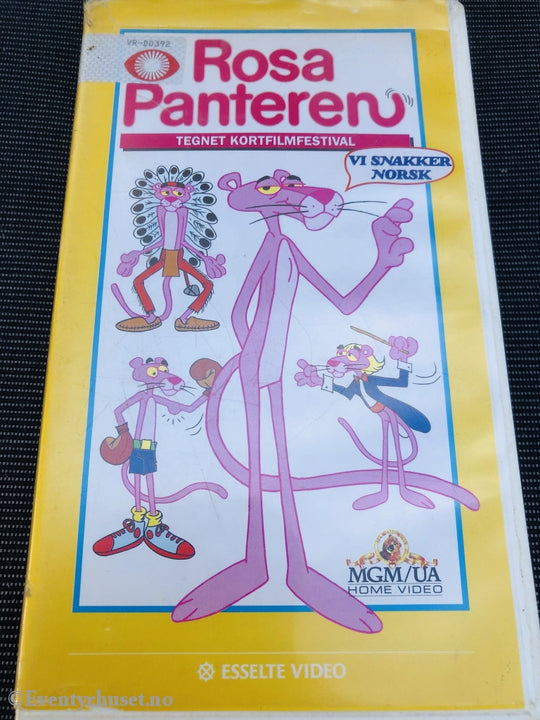 VR-00392
Rosa
Panteren
TEGNET KORTFILMFESTIVAL
VI SNAKKER
NORSK
MGM/UA
HOME VIDEO
ESSELTE VIDEO
© Eventyrhuset.no